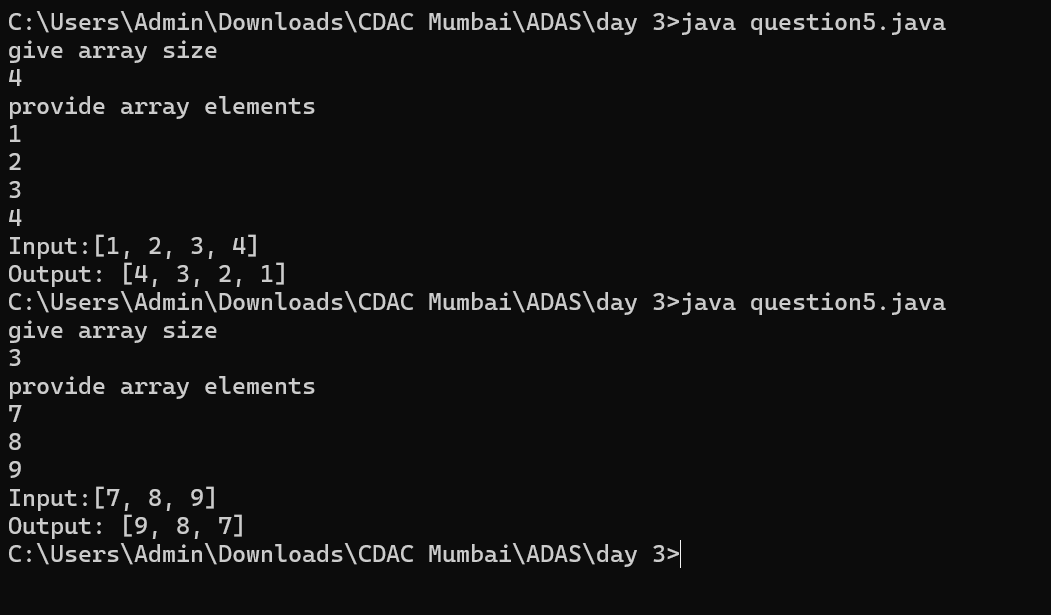 C:\Users\Admin\Downloads\CDAC Mumbai\ADAS\day 3>java question5.java
give array size
4
provide array elements
1
2
3
4
Input:[1, 2, 3, 4]
Output: [4, 3, 2, 1]
C:\Users\Admin\Downloads\CDAC Mumbai\ADAS\day 3>java question5.java
give array size
3
provide array elements
7
8
9
Input:[7, 8, 9]
Output: [9, 8, 7]
C:\Users\Admin\Downloads\CDAC Mumbai\ADAS\day 3>